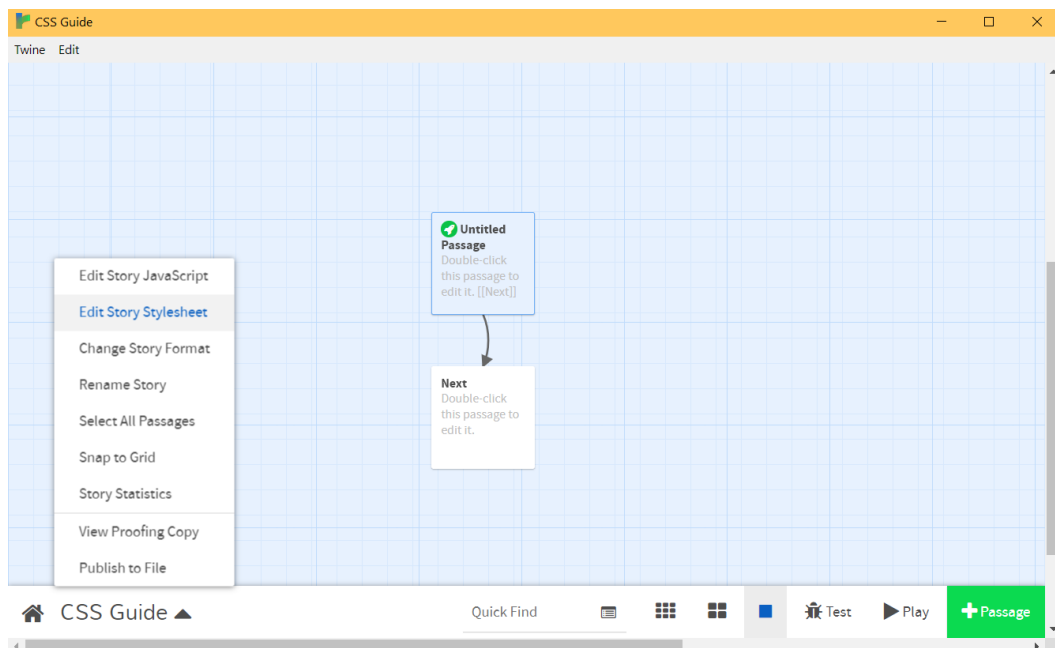 CSS Guide
Twine Edit
Untitled
Passage
Double-click
this passage to
edit it. [[Next]]
Next
Double-click
this passage to
edit it.
Edit Story JavaScript
Edit Story Stylesheet
Change Story Format
Rename Story
Select All Passages
Snap to Grid
Story Statistics
View Proofing Copy
Publish to File
CSS Guide Quick Find Test Play Passage